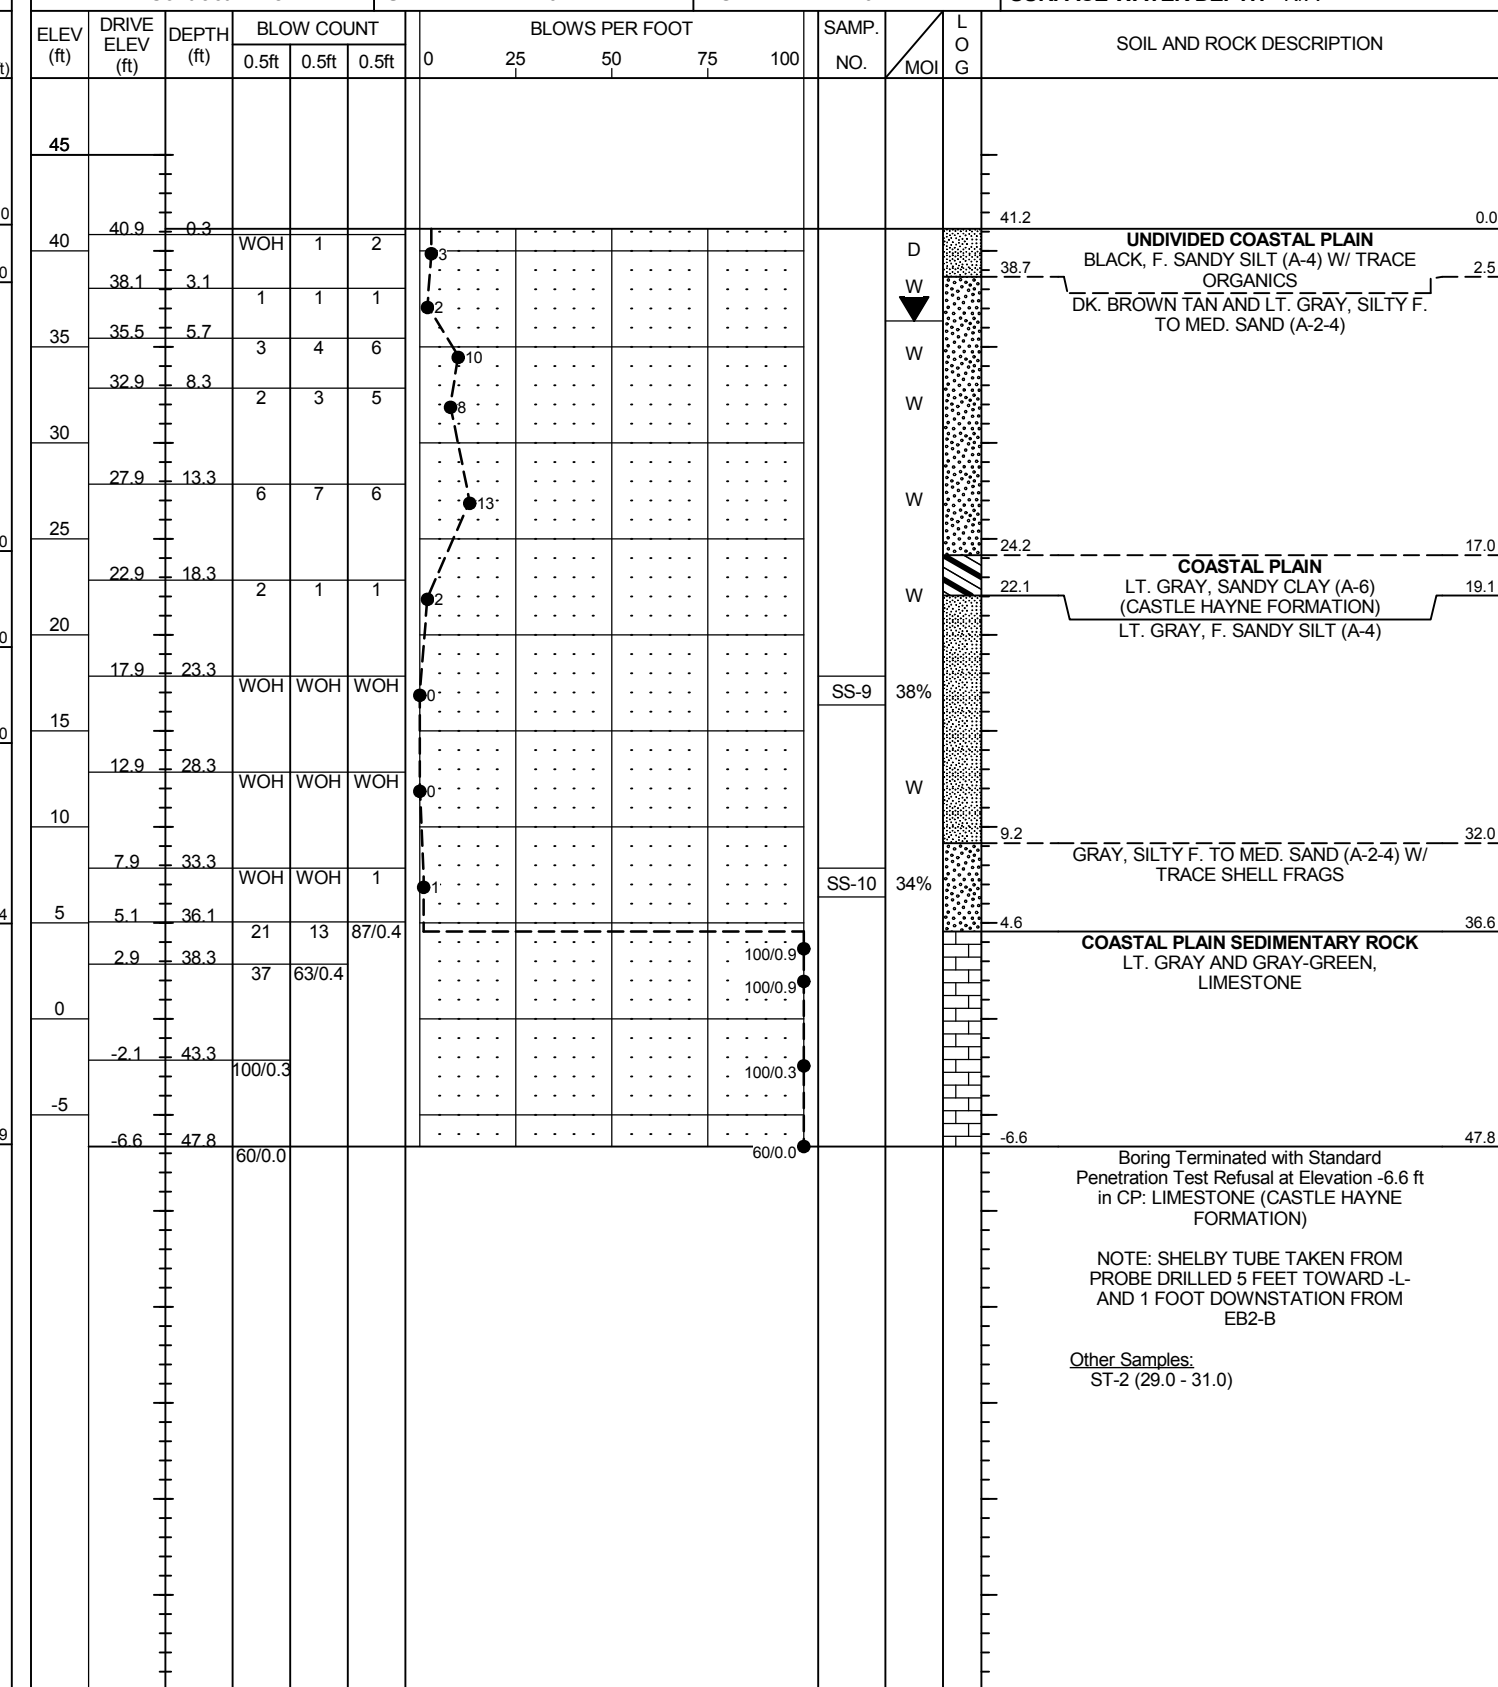 SURFACE WATER DEPTH N/A
ELEV (ft) DRIVE ELEV (ft) DEPTH (ft) BLOW COUNT 0.5ft 0.5ft 0.5ft BLOWS PER FOOT 0 25 50 75 100 SAMP. NO. MOI L O G SOIL AND ROCK DESCRIPTION
45
41.2 0.0
40 40.9 0.3 WOH 1 2 3 D
UNDIVIDED COASTAL PLAIN
BLACK, F. SANDY SILT (A-4) W/ TRACE
ORGANICS
38.7 2.5
38.1 3.1 1 1 1 2 W
DK. BROWN TAN AND LT. GRAY, SILTY F.
TO MED. SAND (A-2-4)
35 35.5 5.7 3 4 6 10 W
32.9 8.3 2 3 5 8 W
30
27.9 13.3 6 7 6 13 W
25
24.2 17.0
COASTAL PLAIN
LT. GRAY, SANDY CLAY (A-6)
(CASTLE HAYNE FORMATION)
22.9 18.3 2 1 1 2 W
22.1 19.1
LT. GRAY, F. SANDY SILT (A-4)
20
17.9 23.3 WOH WOH WOH 0 SS-9 38%
15
12.9 28.3 WOH WOH WOH 0 W
10
9.2 32.0
GRAY, SILTY F. TO MED. SAND (A-2-4) W/
TRACE SHELL FRAGS
7.9 33.3 WOH WOH 1 1 SS-10 34%
5 5.1 36.1 21 13 87/0.4 100/0.9
4.6 36.6
COASTAL PLAIN SEDIMENTARY ROCK
LT. GRAY AND GRAY-GREEN,
LIMESTONE
2.9 38.3 37 63/0.4 100/0.9
0
-2.1 43.3 100/0.3 100/0.3
-5
-6.6 47.8 60/0.0 60/0.0
-6.6 47.8
Boring Terminated with Standard
Penetration Test Refusal at Elevation -6.6 ft
in CP: LIMESTONE (CASTLE HAYNE
FORMATION)
NOTE: SHELBY TUBE TAKEN FROM
PROBE DRILLED 5 FEET TOWARD -L-
AND 1 FOOT DOWNSTATION FROM
EB2-B
Other Samples:
ST-2 (29.0 - 31.0)